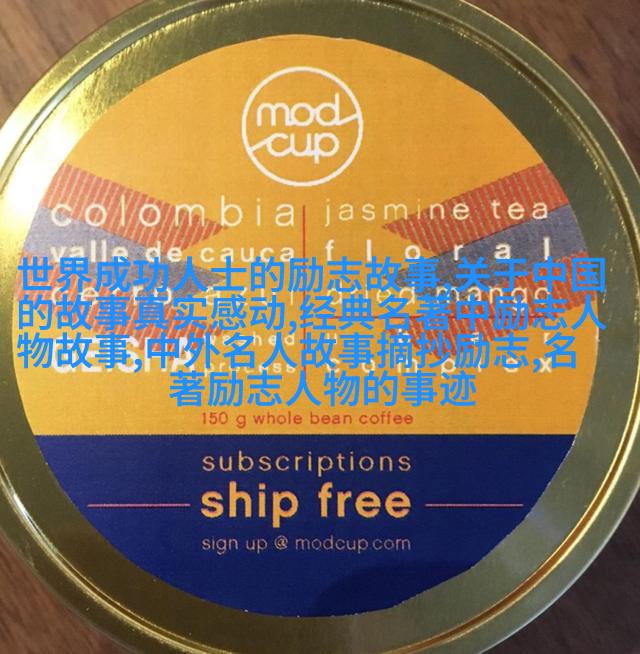 mod
cup
colombia
jasmine tea
valle de cauca
floral
世界成功人士的励志故事,关于中国
的故事真实感动,经典名著中励志人
物故事,中外名人故事摘抄励志,名
著励志人物的事迹
mango
process
150 g whole bean coffee
subscriptions
ship free
sign up @ modcup.com